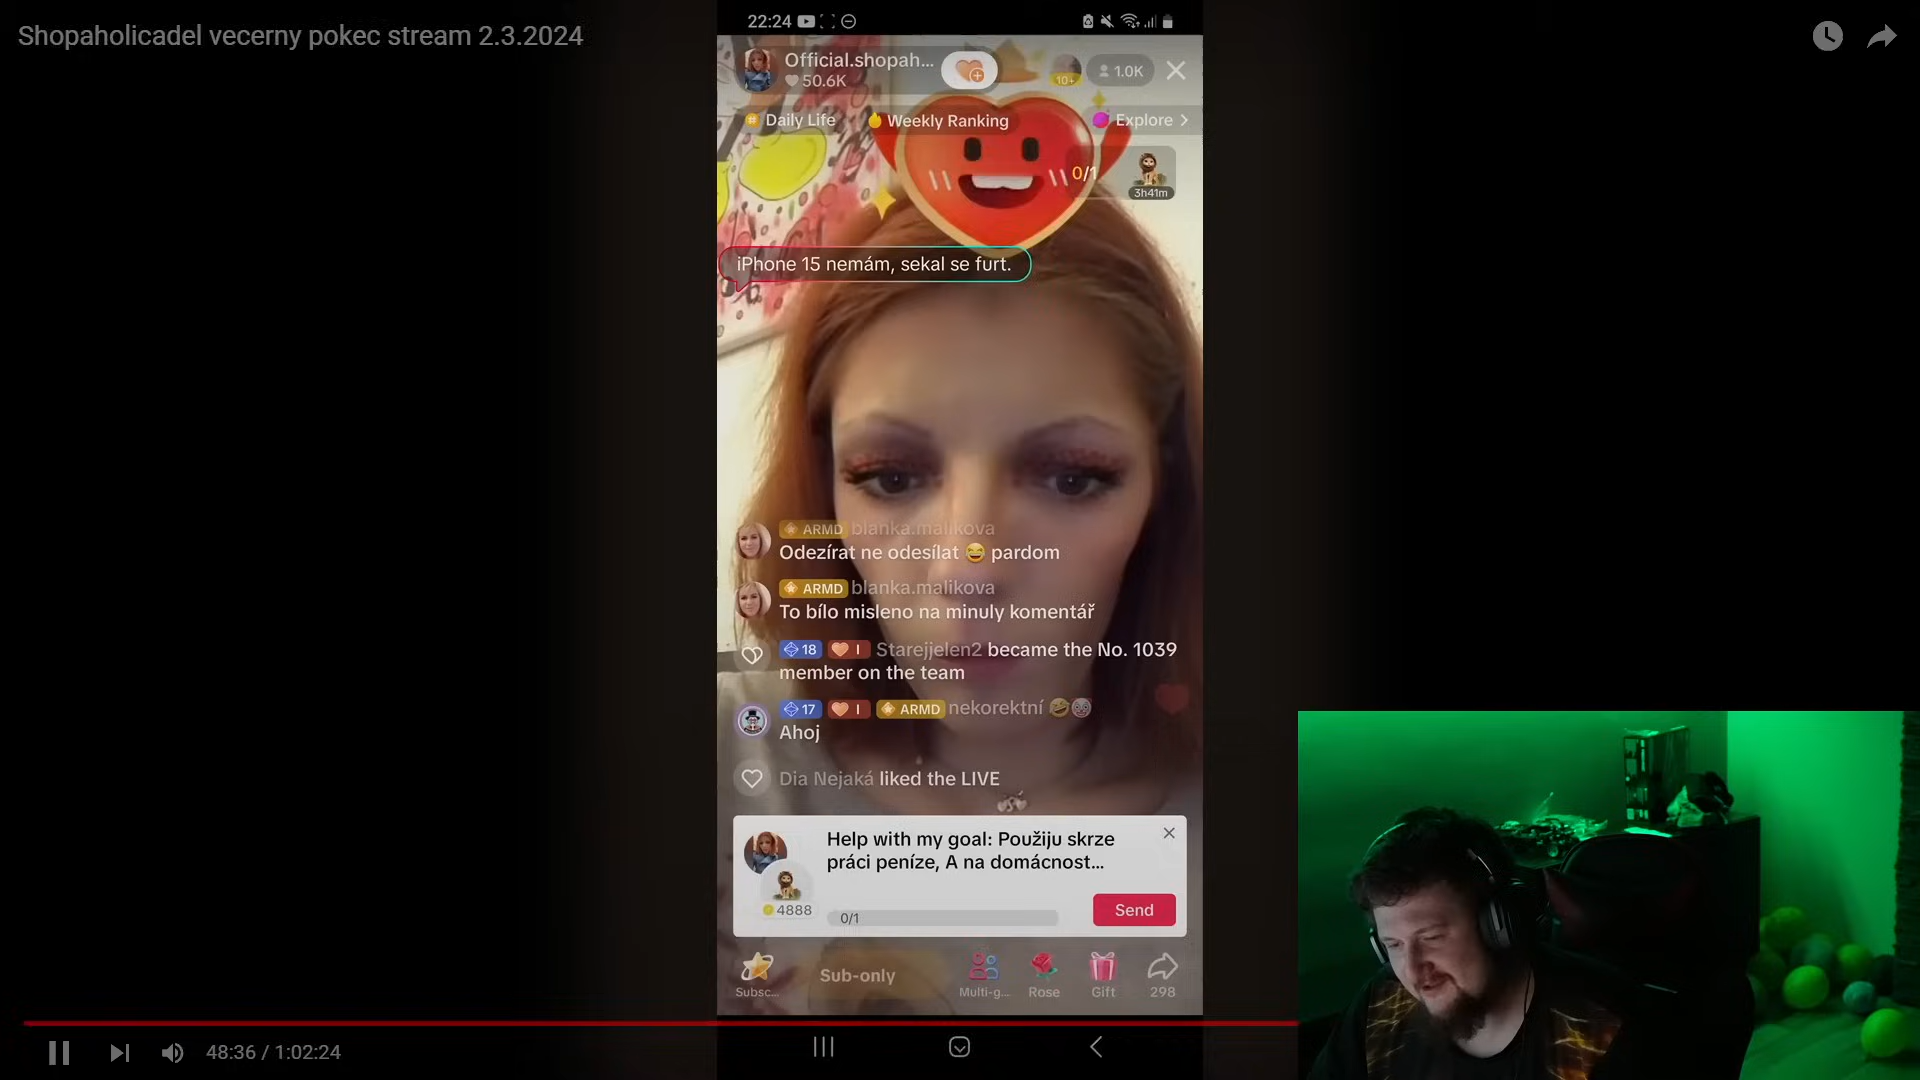 Shopaholicadel vecerny pokec stream 2.3.2024
22:24
Official.shopah...
50.6K
10+
1.0K
Daily Life
Weekly Ranking
Explore
0/1
3h41m
iPhone 15 nemám, sekal se furt.
ARMD blanka.malikova
Odezírat ne odesílat 😂 pardom
ARMD blanka.malikova
To bílo misleno na minuly komentář
18 I Starejjelen2 became the No. 1039
member on the team
17 I ARMD nekorektní 🤣🤡
Ahoj
Dia Nejaká liked the LIVE
Help with my goal: Použiju skrze
práci peníze, A na domácnost...
4888
0/1
Send
Subsc...
Sub-only
Multi-g...
Rose
Gift
298
48:36 / 1:02:24